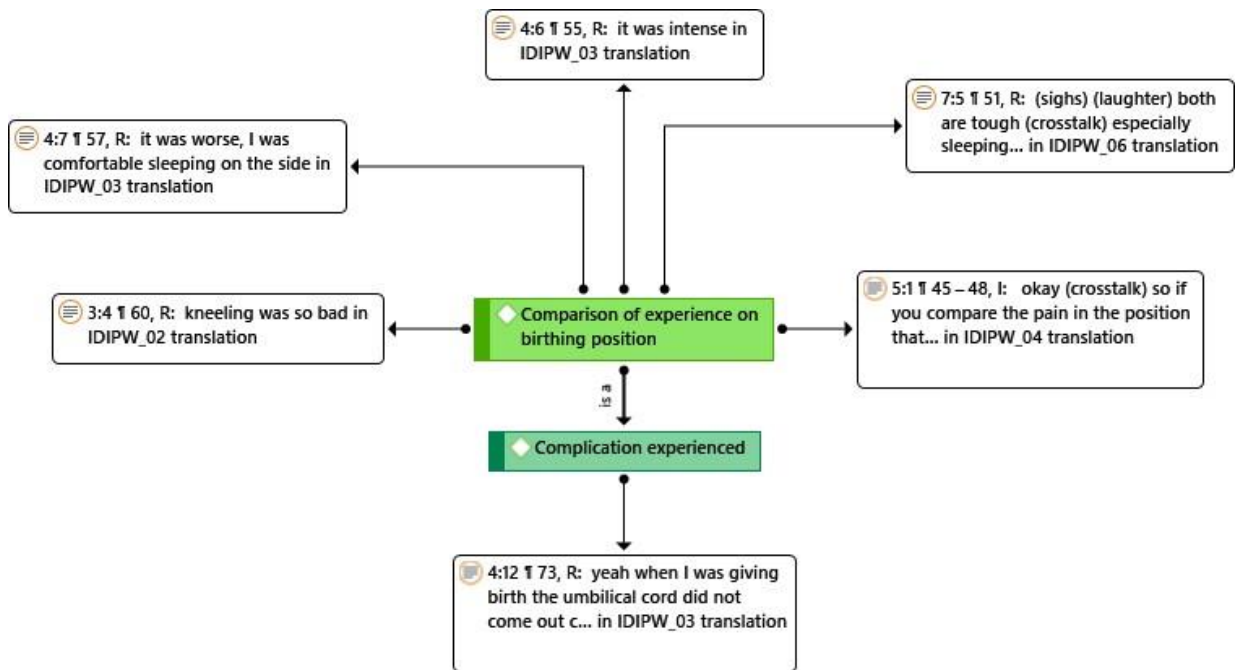 4:6 ¶ 55, R: it was intense in
IDIPW_03 translation
7:5 ¶ 51, R: (sighs) (laughter) both
are tough (crosstalk) especially
sleeping... in IDIPW_06 translation
4:7 ¶ 57, R: it was worse, I was
comfortable sleeping on the side in
IDIPW_03 translation
3:4 ¶ 60, R: kneeling was so bad in
IDIPW_02 translation
Comparison of experience on
birthing position
5:1 ¶ 45 – 48, I: okay (crosstalk) so if
you compare the pain in the position
that... in IDIPW_04 translation
is a
Complication experienced
4:12 ¶ 73, R: yeah when I was giving
birth the umbilical cord did not
come out c... in IDIPW_03 translation